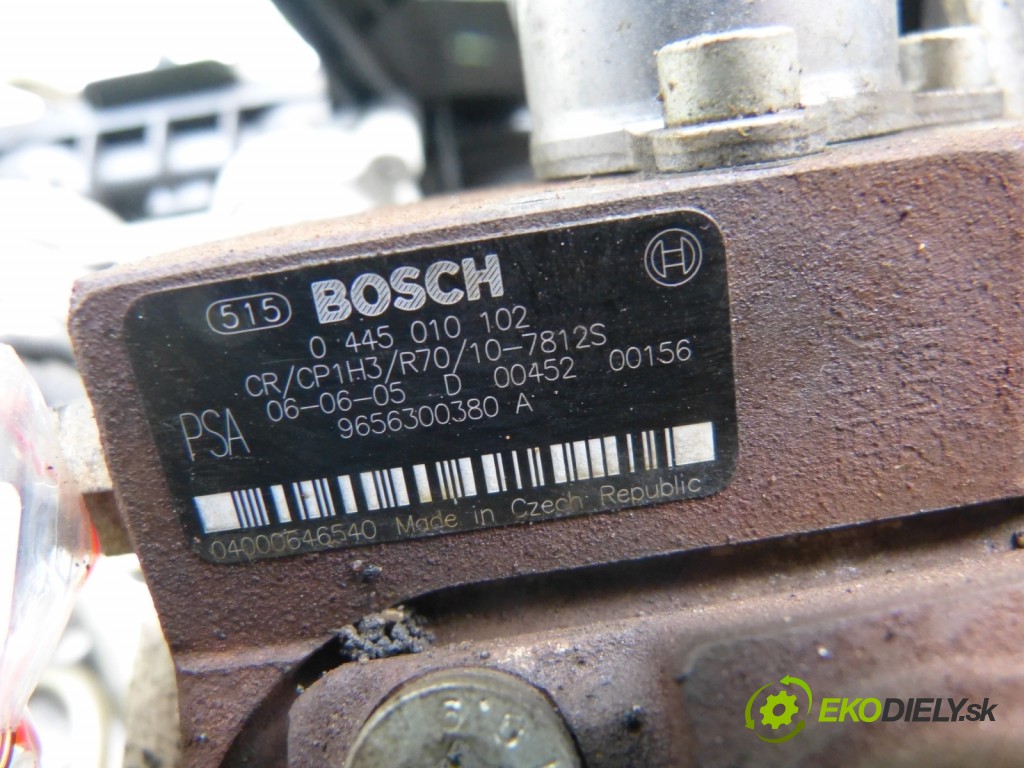 515 BOSCH
0 445 010 102
CR/CP1H3/R70/10-7812S
06-06-05 D 00452 00156
PSA 9656300380 A
04000646540 Made in Czech Republic
EKODIELY.sk